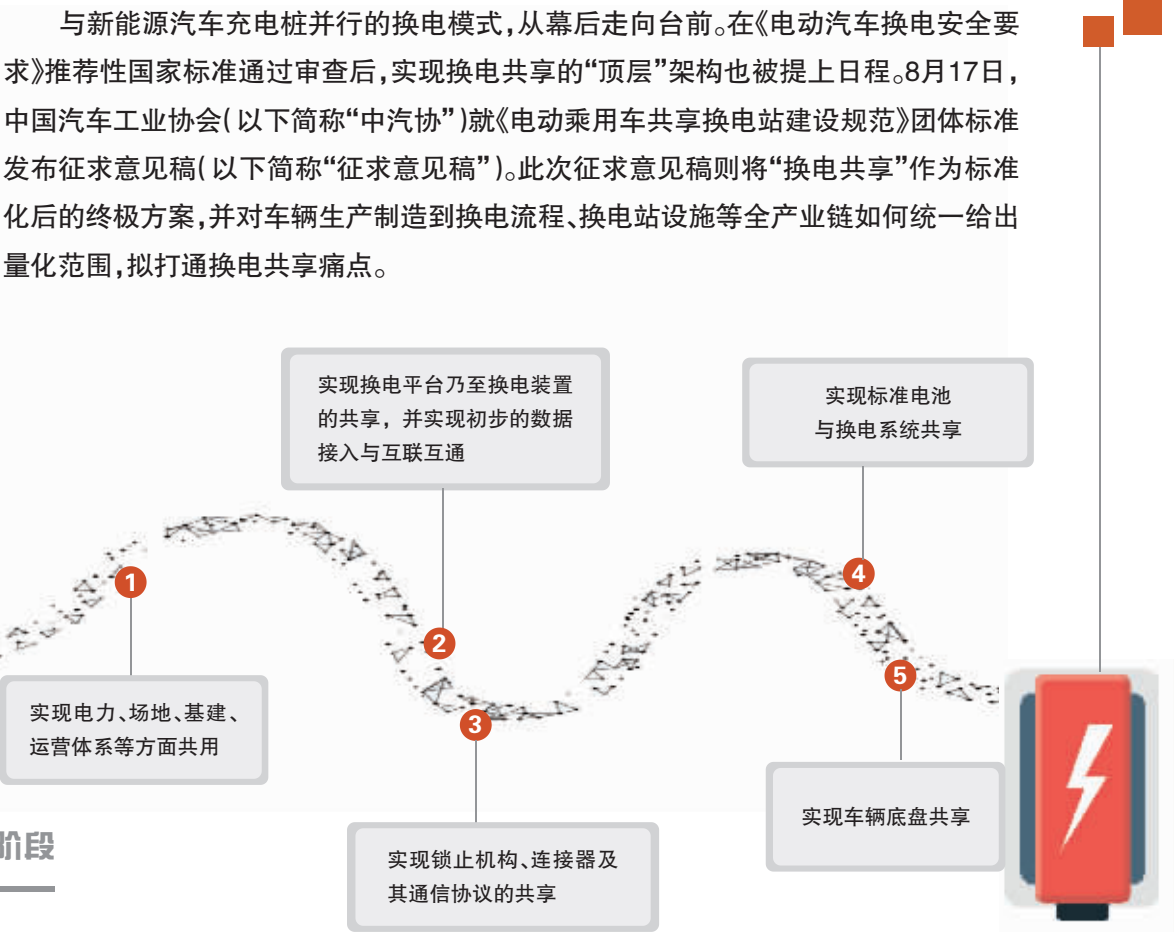 与新能源汽车充电桩并行的换电模式,从幕后走向台前。在《电动汽车换电安全要
求》推荐性国家标准通过审查后,实现换电共享的“顶层”架构也被提上日程。8月17日,
中国汽车工业协会(以下简称“中汽协”)就《电动乘用车共享换电站建设规范》团体标准
发布征求意见稿(以下简称“征求意见稿”)。此次征求意见稿则将“换电共享”作为标准
化后的终极方案,并对车辆生产制造到换电流程、换电站设施等全产业链如何统一给出
量化范围,拟打通换电共享痛点。
1
实现电力、场地、基建、
运营体系等方面共用
2
实现换电平台乃至换电装置
的共享，并实现初步的数据
接入与互联互通
3
实现锁止机构、连接器及
其通信协议的共享
4
实现标准电池
与换电系统共享
5
实现车辆底盘共享
阶段